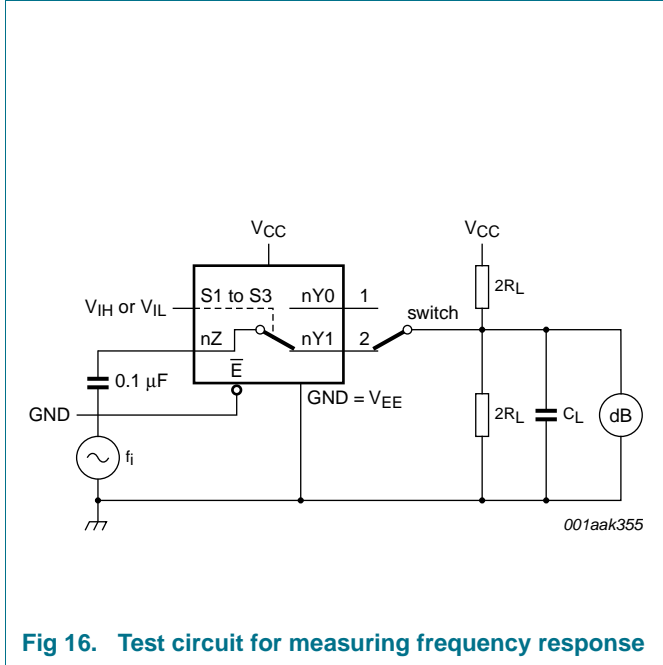 VCC
VCC
2RL
S1 to S3
nY0
1
VIH or VIL
switch
nZ
nY1
2
E
0.1 μF
GND = VEE
GND
2RL
CL
dB
fi
001aak355
Fig 16. Test circuit for measuring frequency response